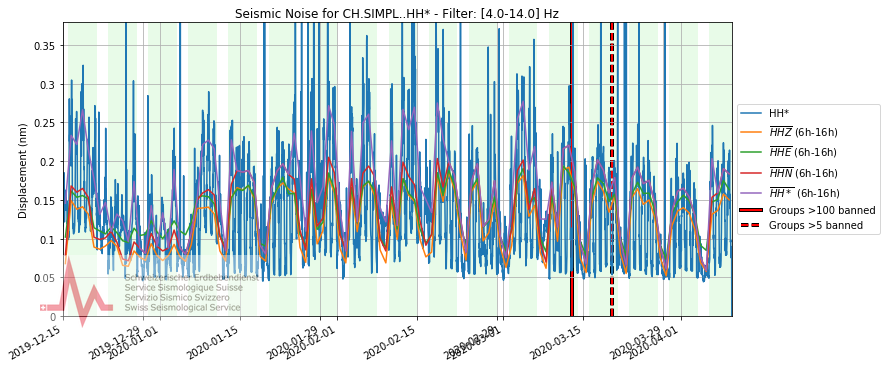 Seismic Noise for CH.SIMPL..HH* - Filter: [4.0-14.0] Hz
Displacement (nm)
0.35
0.3
0.25
0.2
0.15
0.1
0.05
0
Schweizerischer Erdbebendienst
Service Sismologique Suisse
Servizio Sismico Svizzero
Swiss Seismological Service
2019-12-15
2019-12-29
2020-01-01
2020-01-15
2020-01-29
2020-02-01
2020-02-15
2020-02-29
2020-03-01
2020-03-15
2020-03-29
2020-04-01
HH*
HHZ (6h-16h)
HHE (6h-16h)
HHN (6h-16h)
HH* (6h-16h)
Groups >100 banned
Groups >5 banned